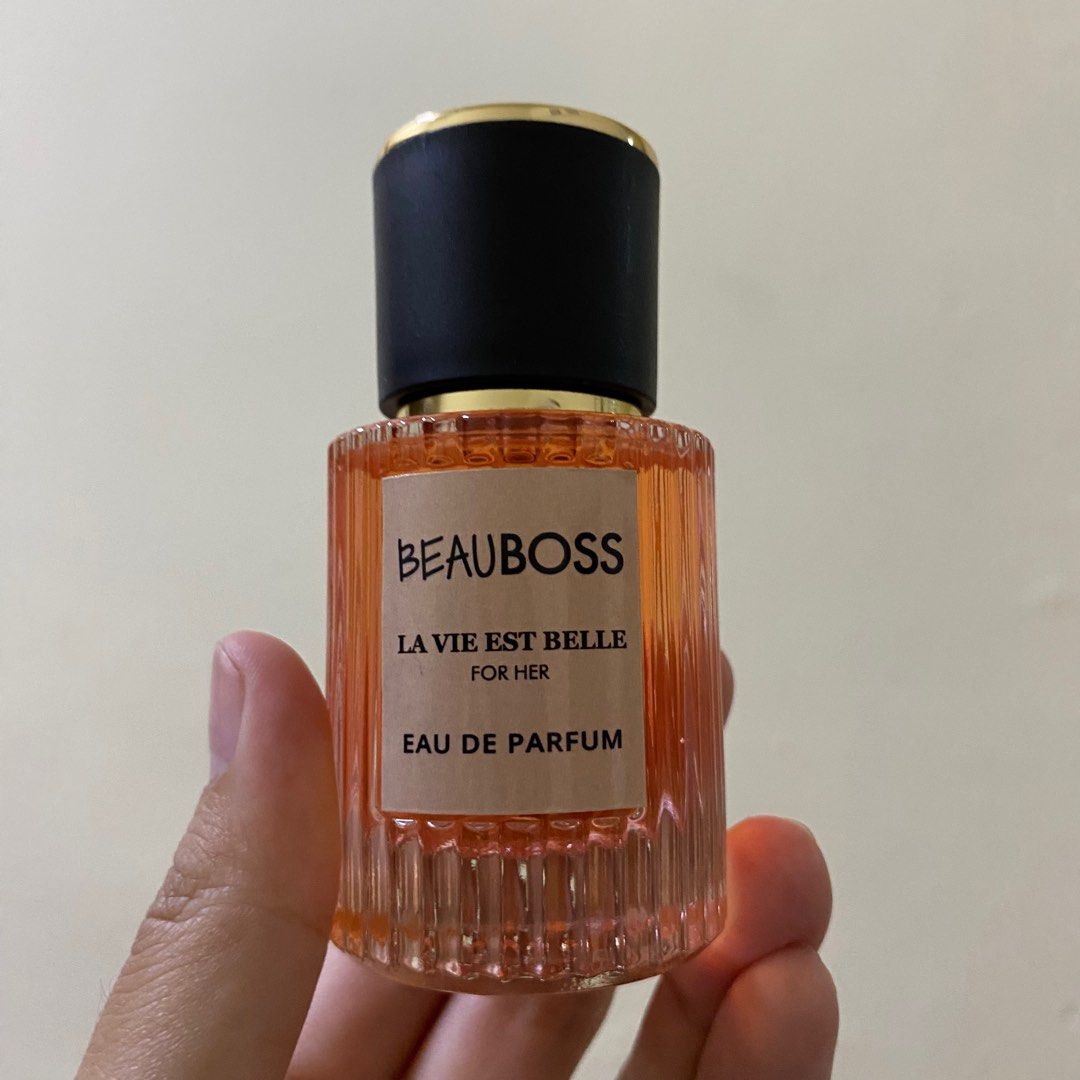 BEAUBOSS
LA VIE EST BELLE
FOR HER
EAU DE PARFUM